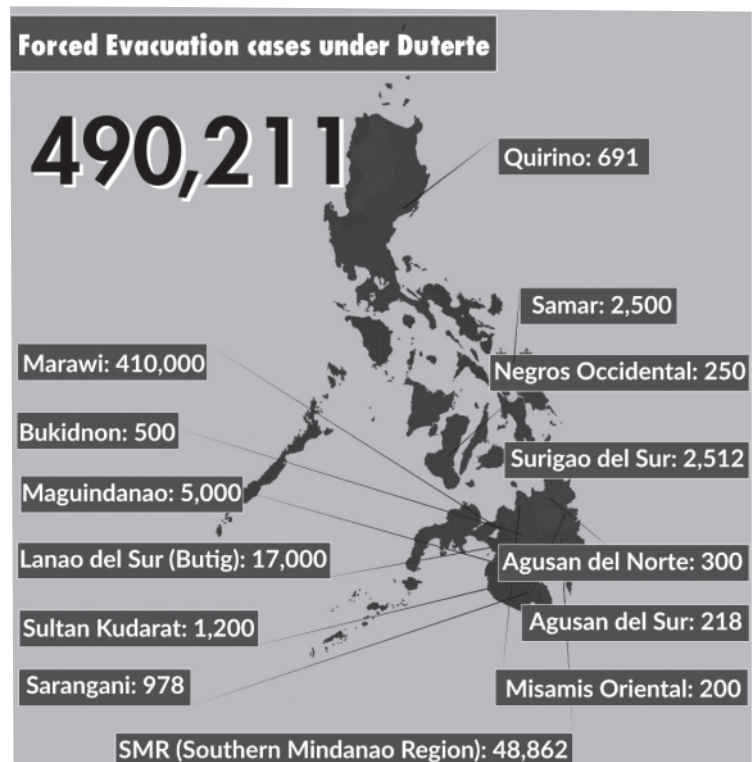 Forced Evacuation cases under Duterte
490,211
Quirino: 691
Samar: 2,500
Marawi: 410,000
Negros Occidental: 250
Bukidnon: 500
Surigao del Sur: 2,512
Maguindanao: 5,000
Lanao del Sur (Butig): 17,000
Agusan del Norte: 300
Sultan Kudarat: 1,200
Agusan del Sur: 218
Sarangani: 978
Misamis Oriental: 200
SMR (Southern Mindanao Region): 48,862